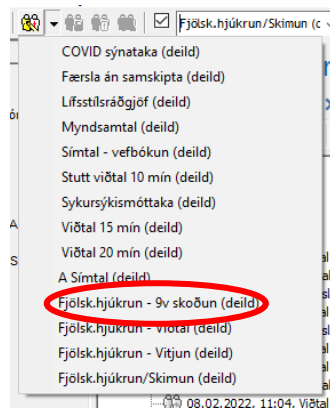 Fjölsk.hjúkrun/Skimun (c
COVID sýnataka (deild)
Færsla án samskipta (deild)
Lífsstílsráðgjöf (deild)
Myndsamtal (deild)
Símtal - vefbókun (deild)
Stutt viðtal 10 mín (deild)
Sykursýkismóttaka (deild)
Viðtal 15 mín (deild)
Viðtal 20 mín (deild)
A Símtal (deild)
Fjölsk.hjúkrun - 9v skoðun (deild)
Fjölsk.hjúkrun - Viðtal (deild)
Fjölsk.hjúkrun - Vitjun (deild)
Fjölsk.hjúkrun/Skimun (deild)
08.02.2022, 11:04, Viðtal